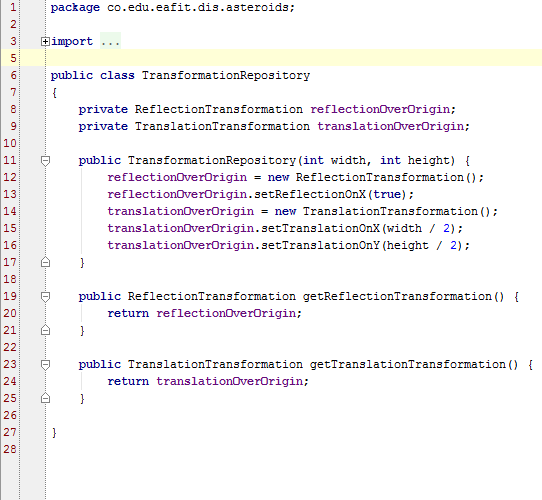 1 package co.edu.eafit.dis.asteroids;
2
3 import ...
5
6 public class TransformationRepository
7 {
8 private ReflectionTransformation reflectionOverOrigin;
9 private TranslationTransformation translationOverOrigin;
10
11 public TransformationRepository(int width, int height) {
12 reflectionOverOrigin = new ReflectionTransformation();
13 reflectionOverOrigin.setReflectionOnX(true);
14 translationOverOrigin = new TranslationTransformation();
15 translationOverOrigin.setTranslationOnX(width / 2);
16 translationOverOrigin.setTranslationOnY(height / 2);
17 }
18
19 public ReflectionTransformation getReflectionTransformation() {
20 return reflectionOverOrigin;
21 }
22
23 public TranslationTransformation getTranslationTransformation() {
24 return translationOverOrigin;
25 }
26
27 }
28